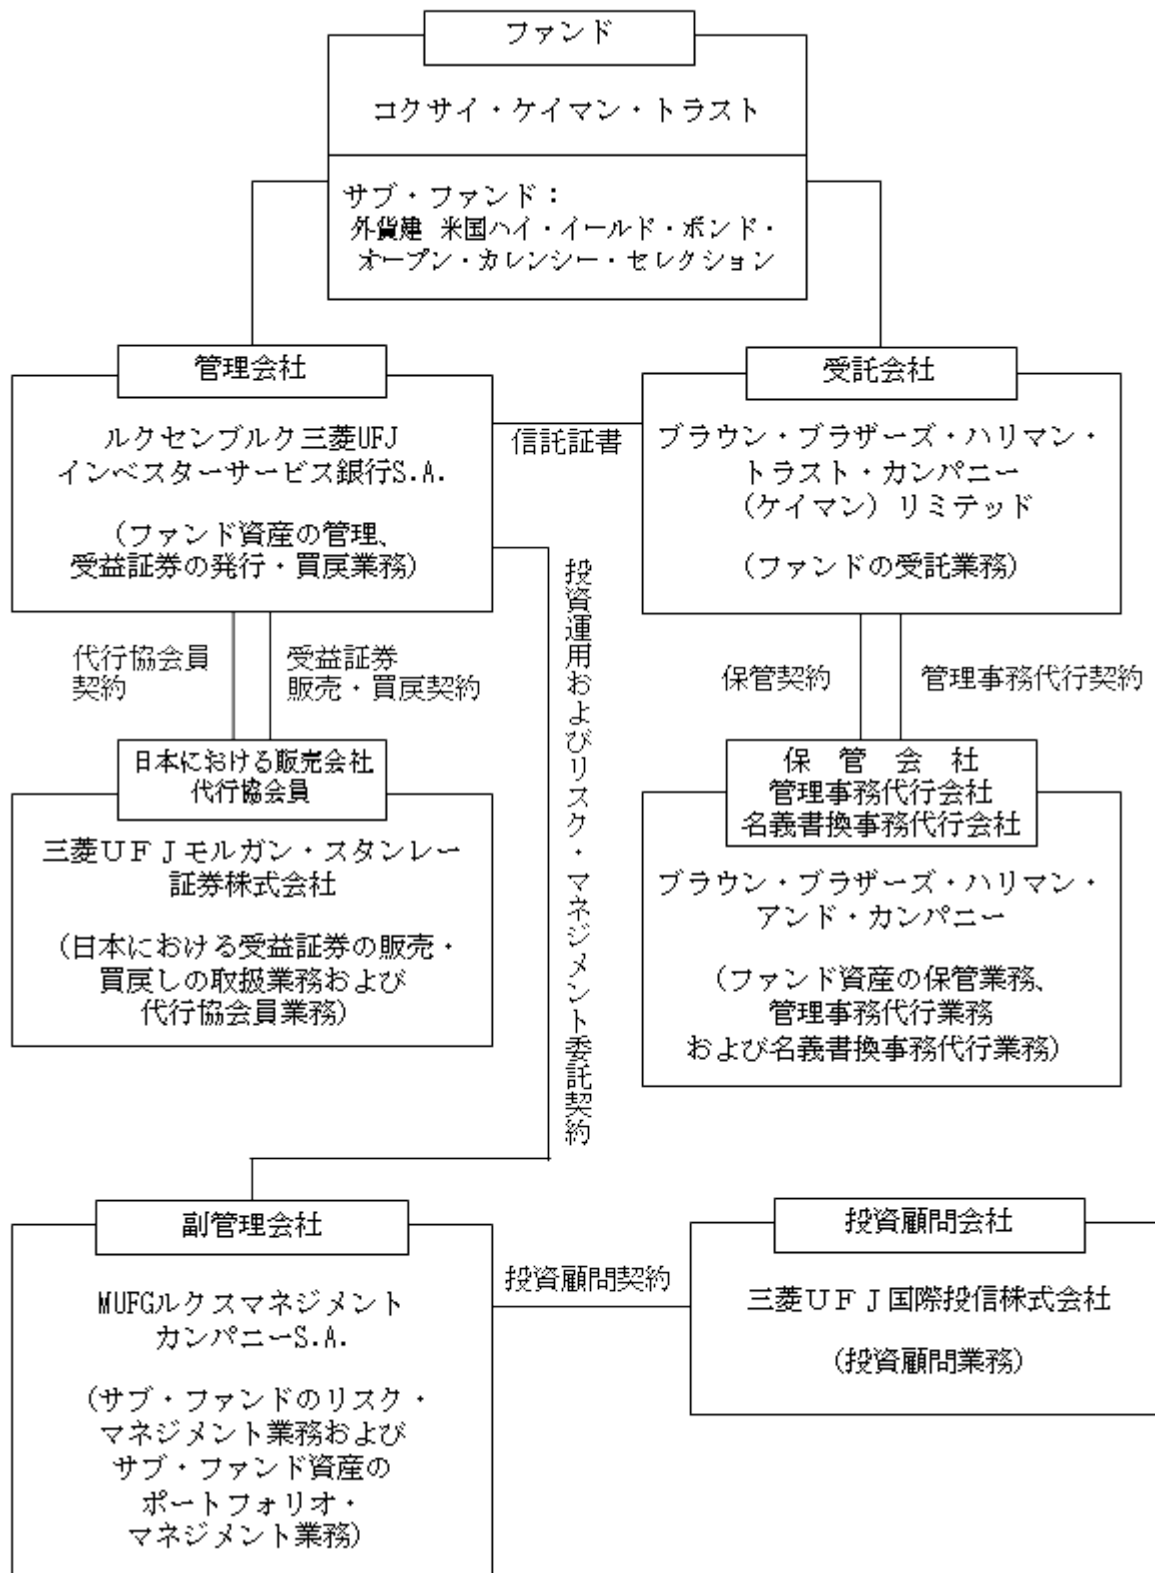 ファンド
コクサイ・ケイマン・トラスト
サブ・ファンド：
外貨建 米国ハイ・イールド・ボンド・
オープン・カレンシー・セレクション
管理会社
ルクセンブルク三菱UFJ
インベスターサービス銀行S.A.
（ファンド資産の管理、
受益証券の発行・買戻業務）
信託証書
受託会社
ブラウン・ブラザーズ・ハリマン・
トラスト・カンパニー
（ケイマン）リミテッド
（ファンドの受託業務）
代行協会員
契約
受益証券
販売・買戻契約
投資運用およびリスク・マネジメント委託契約
保管契約
管理事務代行契約
日本における販売会社
代行協会員
三菱ＵＦＪモルガン・スタンレー
証券株式会社
（日本における受益証券の販売・
買戻しの取扱業務および
代行協会員業務）
保　管　会　社
管理事務代行会社
名義書換事務代行会社
ブラウン・ブラザーズ・ハリマン・
アンド・カンパニー
（ファンド資産の保管業務、
管理事務代行業務
および名義書換事務代行業務）
副管理会社
MUFGルクスマネジメント
カンパニーS.A.
（サブ・ファンドのリスク・
マネジメント業務および
サブ・ファンド資産の
ポートフォリオ・
マネジメント業務）
投資顧問契約
投資顧問会社
三菱ＵＦＪ国際投信株式会社
（投資顧問業務）